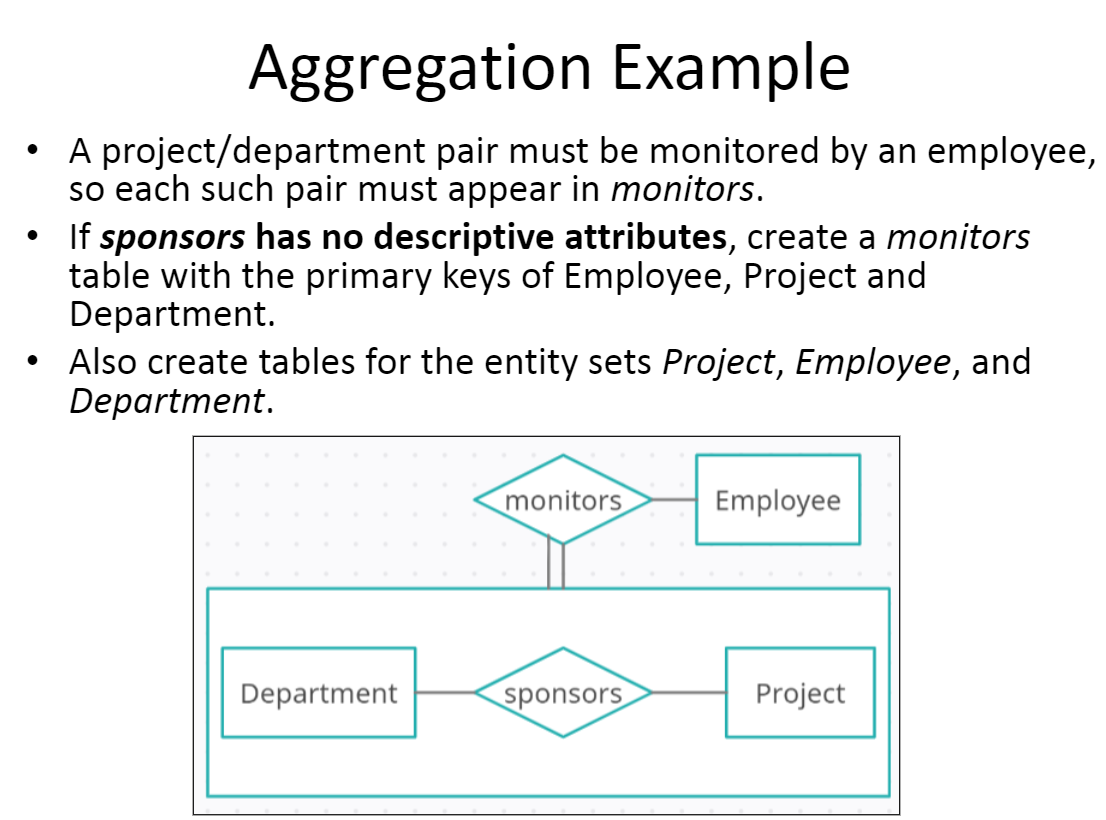 Aggregation Example
• A project/department pair must be monitored by an employee,
so each such pair must appear in monitors.
• If sponsors has no descriptive attributes, create a monitors
table with the primary keys of Employee, Project and
Department.
• Also create tables for the entity sets Project, Employee, and
Department.
monitors
Employee
Department
sponsors
Project